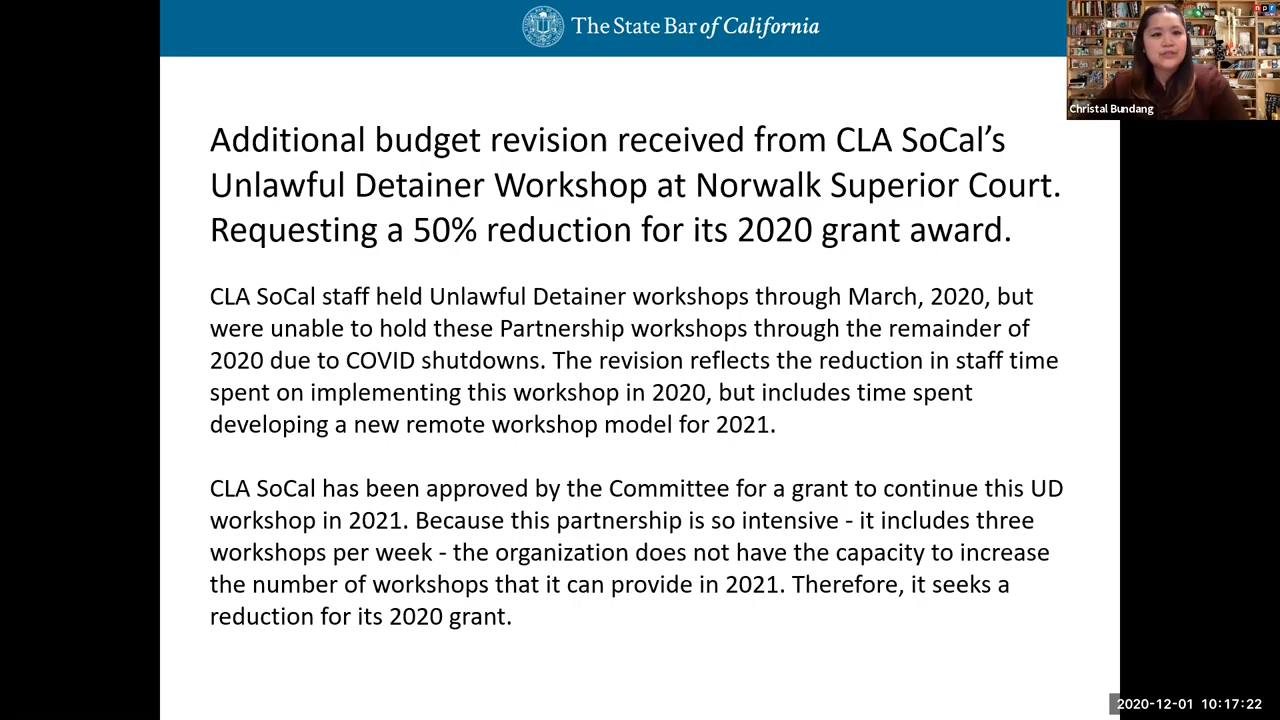 The State Bar of California
npr
Christal Bundang
Additional budget revision received from CLA SoCal’s
Unlawful Detainer Workshop at Norwalk Superior Court.
Requesting a 50% reduction for its 2020 grant award.
CLA SoCal staff held Unlawful Detainer workshops through March, 2020, but
were unable to hold these Partnership workshops through the remainder of
2020 due to COVID shutdowns. The revision reflects the reduction in staff time
spent on implementing this workshop in 2020, but includes time spent
developing a new remote workshop model for 2021.
CLA SoCal has been approved by the Committee for a grant to continue this UD
workshop in 2021. Because this partnership is so intensive - it includes three
workshops per week - the organization does not have the capacity to increase
the number of workshops that it can provide in 2021. Therefore, it seeks a
reduction for its 2020 grant.
2020-12-01 10:17:22